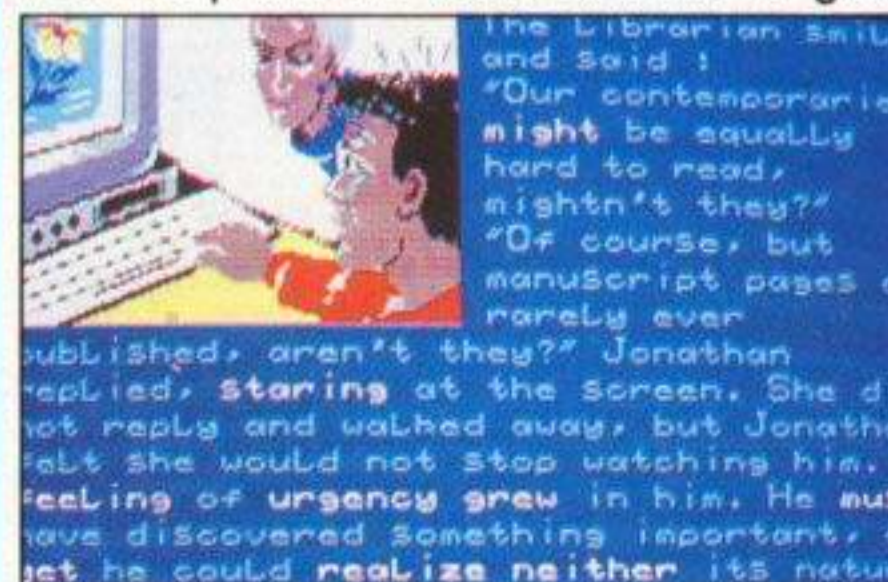 The Librarian smil
and said :
"Our contemporarie
might be equally
hard to read,
mightn't they?"
"Of course, but
manuscript pages
rarely ever
published, aren't they?" Jonathan
replied, staring at the screen. She d
not reply and walked away, but Jonath
felt she would not stop watching him.
feeling of urgency grew in him. He mu
have discovered something important,
yet he could realize neither its natu